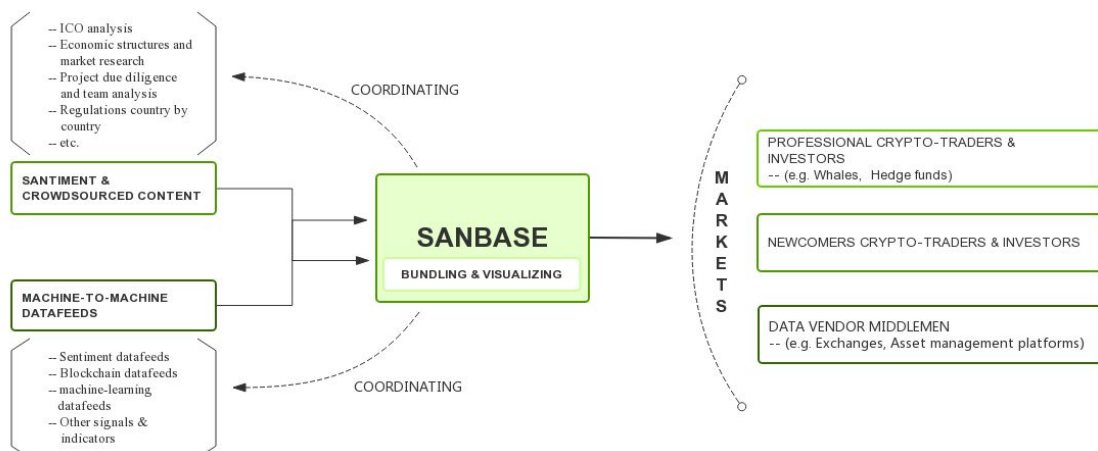 -- ICO analysis
-- Economic structures and
market research
-- Project due diligence
and team analysis
-- Regulations country by
country
-- etc.
SANTIMENT &
CROWDSOURCED CONTENT
MACHINE-TO-MACHINE
DATAFEEDS
-- Sentiment datafeeds
-- Blockchain datafeeds
-- machine-learning
datafeeds
-- Other signals &
indicators
COORDINATING
SANBASE
BUNDLING & VISUALIZING
COORDINATING
MARKETS
PROFESSIONAL CRYPTO-TRADERS &
INVESTORS
-- (e.g. Whales, Hedge funds)
NEWCOMERS CRYPTO-TRADERS & INVESTORS
DATA VENDOR MIDDLEMEN
-- (e.g. Exchanges, Asset management platforms)